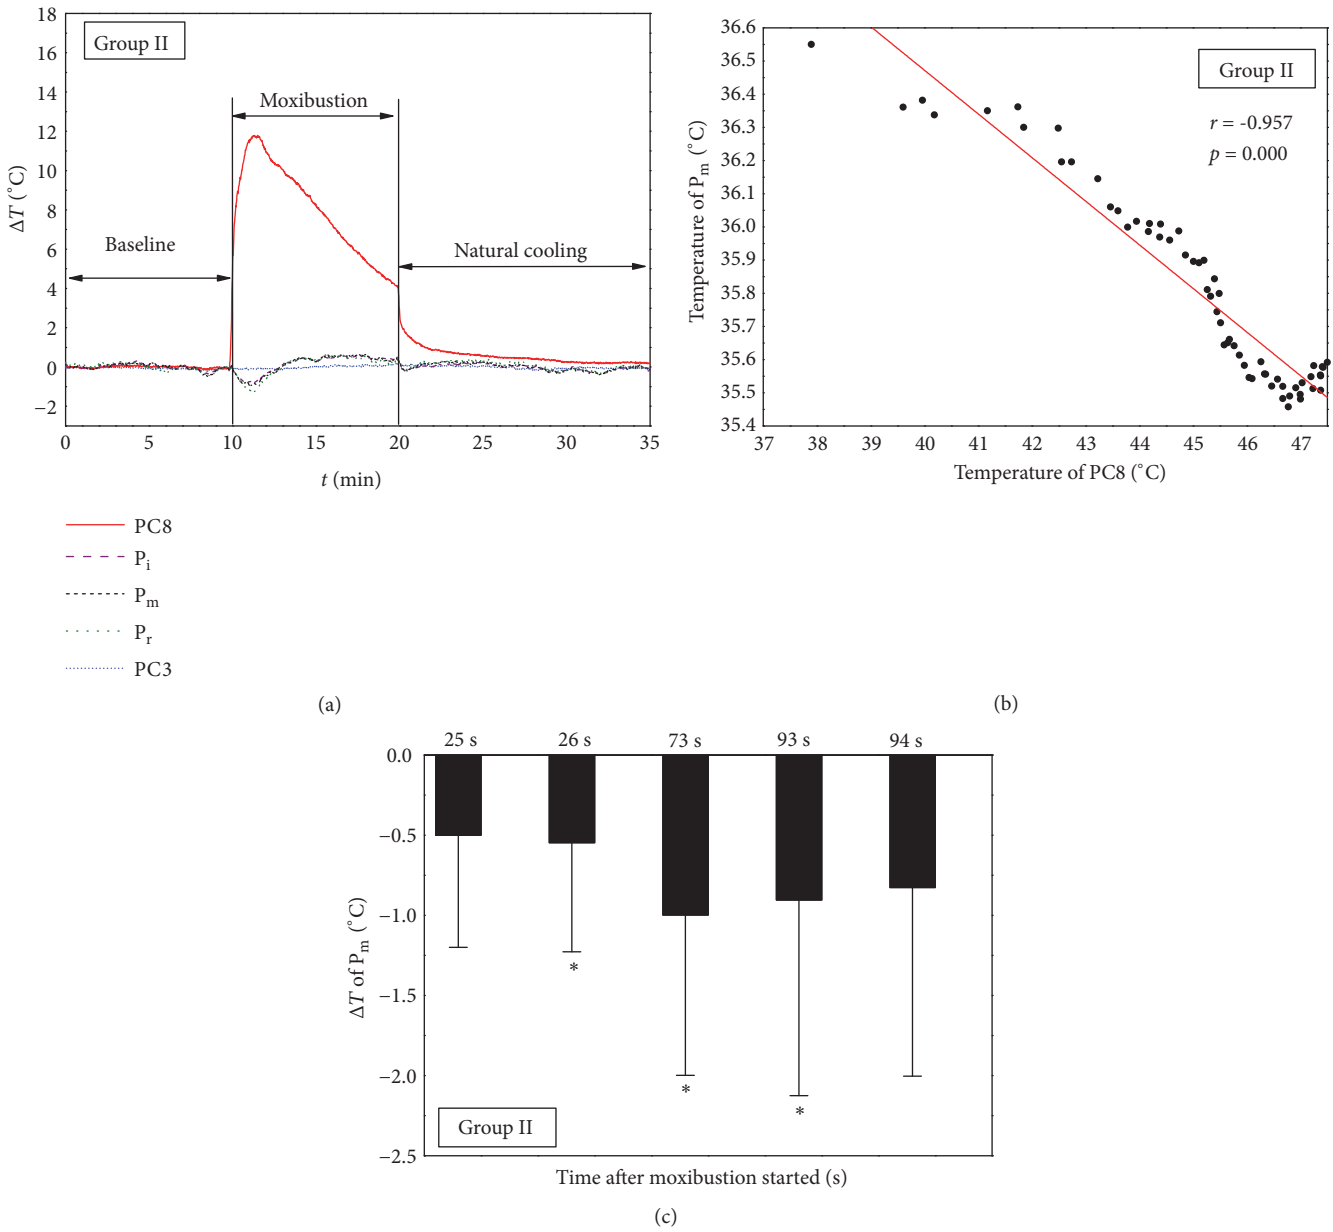 18
16
14
12
10
8
6
4
2
0
−2
ΔT (°C)
Group II
Moxibustion
Baseline
Natural cooling
0 5 10 15 20 25 30 35
t (min)
PC8
Pi
Pm
Pr
PC3
(a)
36.6
36.5
36.4
36.3
36.2
36.1
36.0
35.9
35.8
35.7
35.6
35.5
35.4
Temperature of Pm (°C)
Group II
r = -0.957
p = 0.000
37 38 39 40 41 42 43 44 45 46 47
Temperature of PC8 (°C)
(b)
25 s 26 s 73 s 93 s 94 s
0.0
−0.5
−1.0
−1.5
−2.0
−2.5
ΔT of Pm (°C)
*
*
*
Group II
Time after moxibustion started (s)
(c)